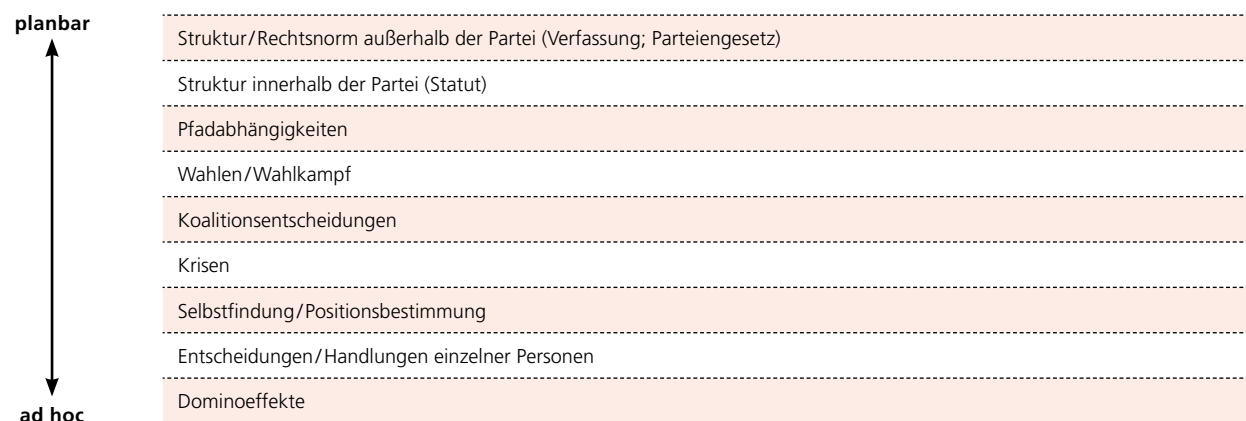 planbar
Struktur/Rechtsnorm außerhalb der Partei (Verfassung; Parteiengesetz)
Struktur innerhalb der Partei (Statut)
Pfadabhängigkeiten
Wahlen/Wahlkampf
Koalitionsentscheidungen
Krisen
Selbstfindung/Positionsbestimmung
Entscheidungen/Handlungen einzelner Personen
Dominoeffekte
ad hoc